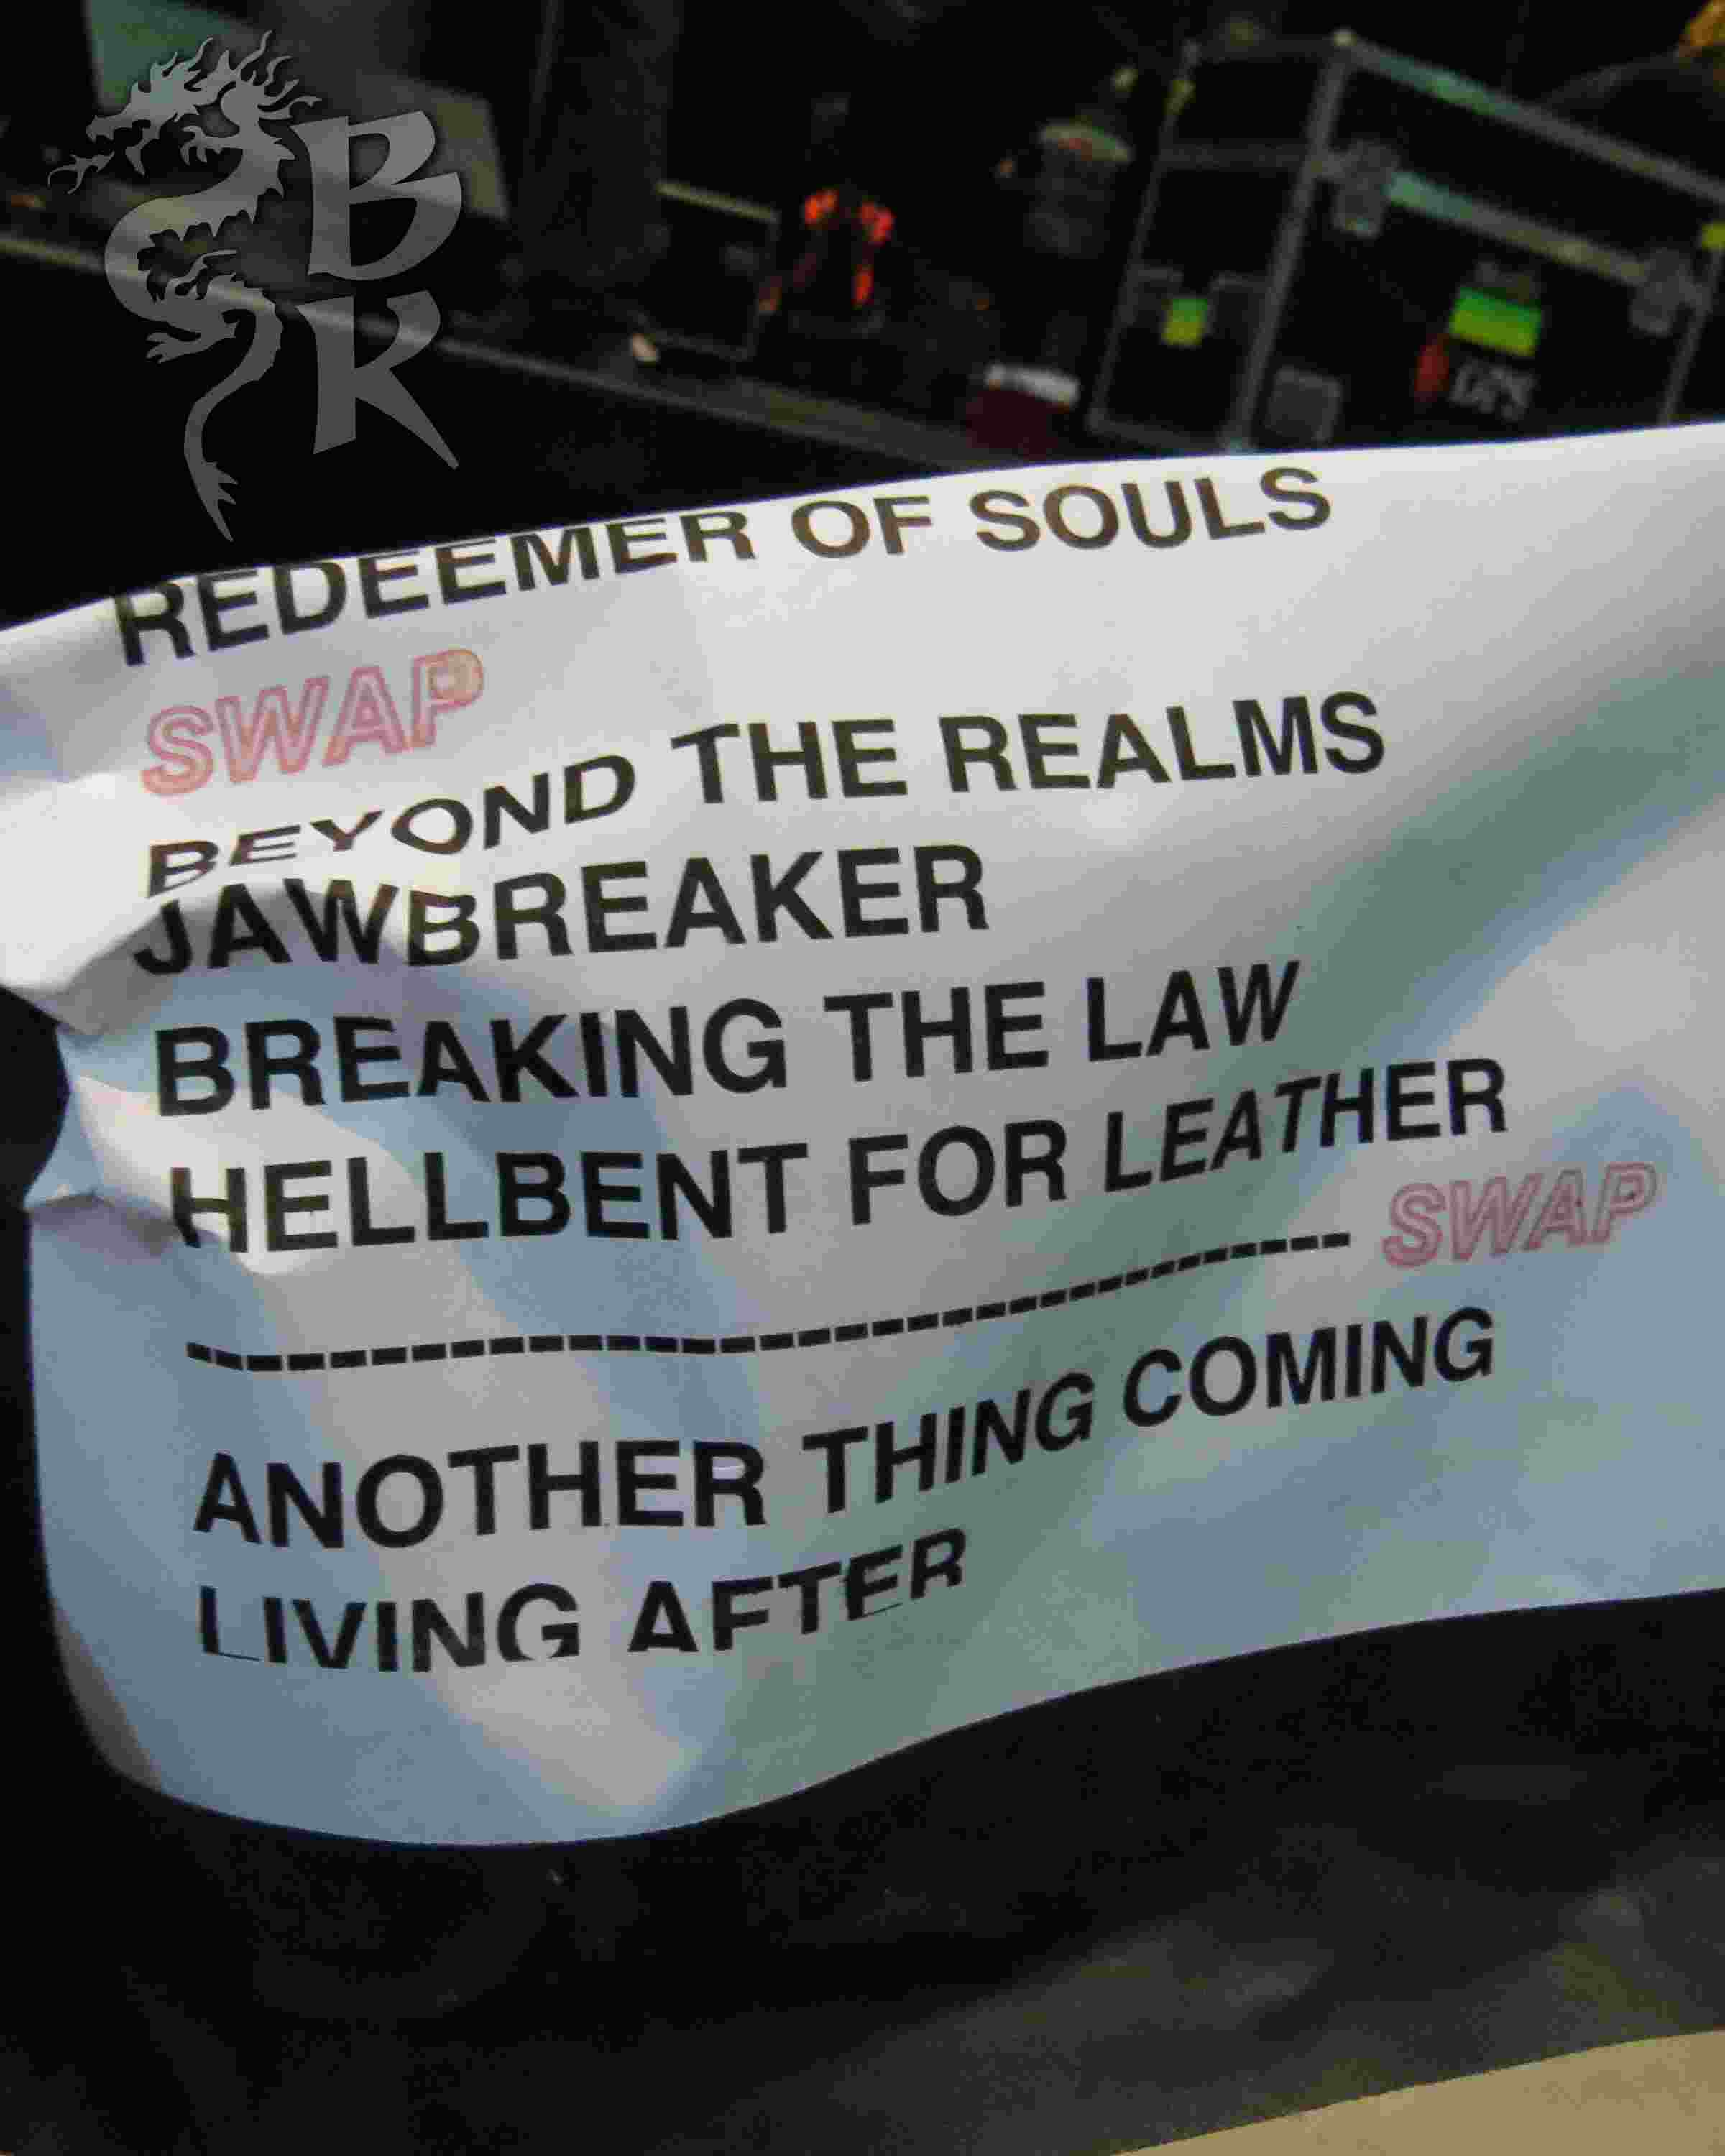 BK
REDEEMER OF SOULS
SWAP
BEYOND THE REALMS
JAWBREAKER
BREAKING THE LAW
HELLBENT FOR LEATHER
-------------------------------- SWAP
ANOTHER THING COMING
LIVING AFTER